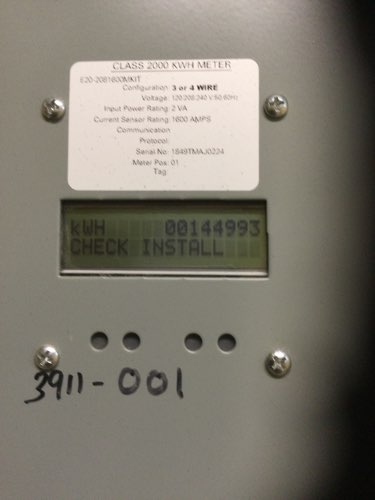 CLASS 2000 KWH METER
E20-2081600MKIT
Configuration: 3 or 4 WIRE
Voltage: 120:208:240 V:50:60Hz
Input Power Rating: 2 VA
Current Sensor Rating: 1600 AMPS
Communication
Protocol:
Serial No: 1849TMAJ0224
Meter Pos: 01
Tag:
kWH 00144993
CHECK INSTALL
3911-001